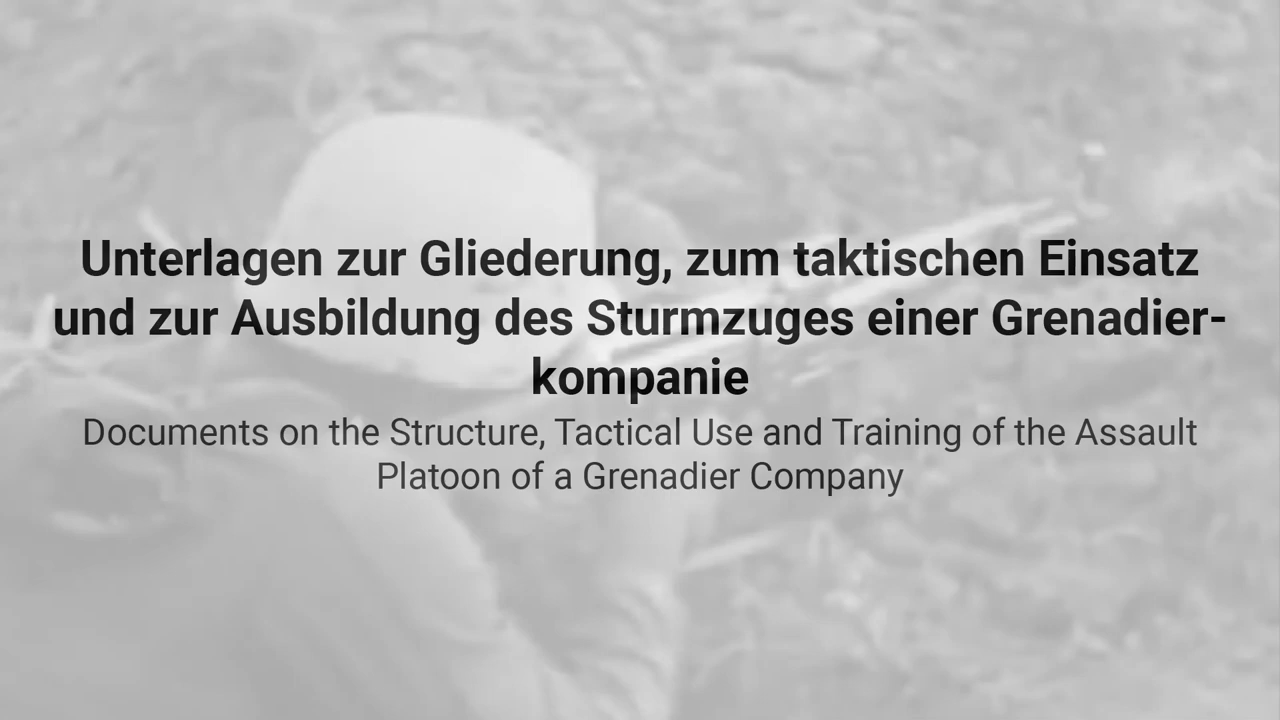 Unterlagen zur Gliederung, zum taktischen Einsatz
und zur Ausbildung des Sturmzuges einer Grenadier-
kompanie
Documents on the Structure, Tactical Use and Training of the Assault
Platoon of a Grenadier Company